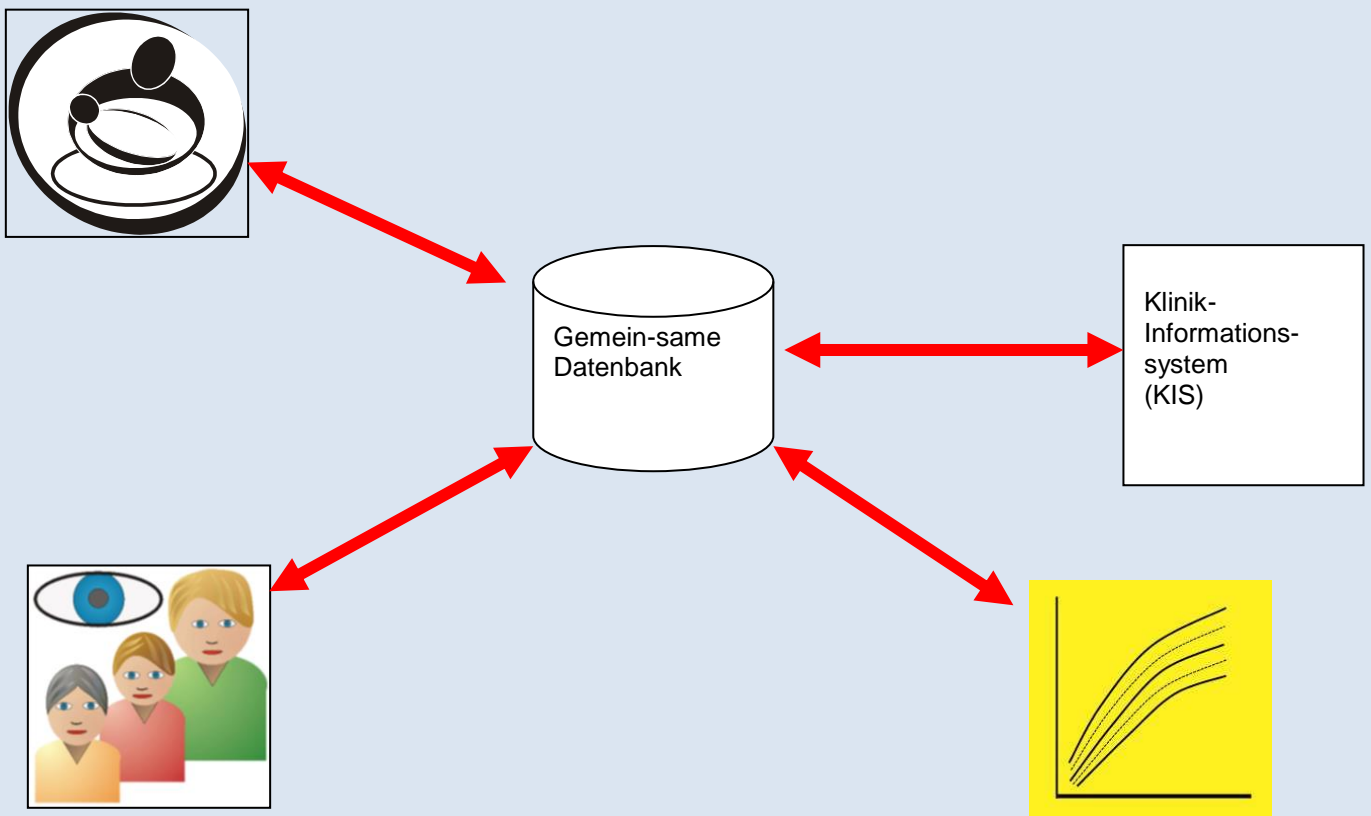 Gemein-same
Datenbank
Klinik-
Informations-
system
(KIS)